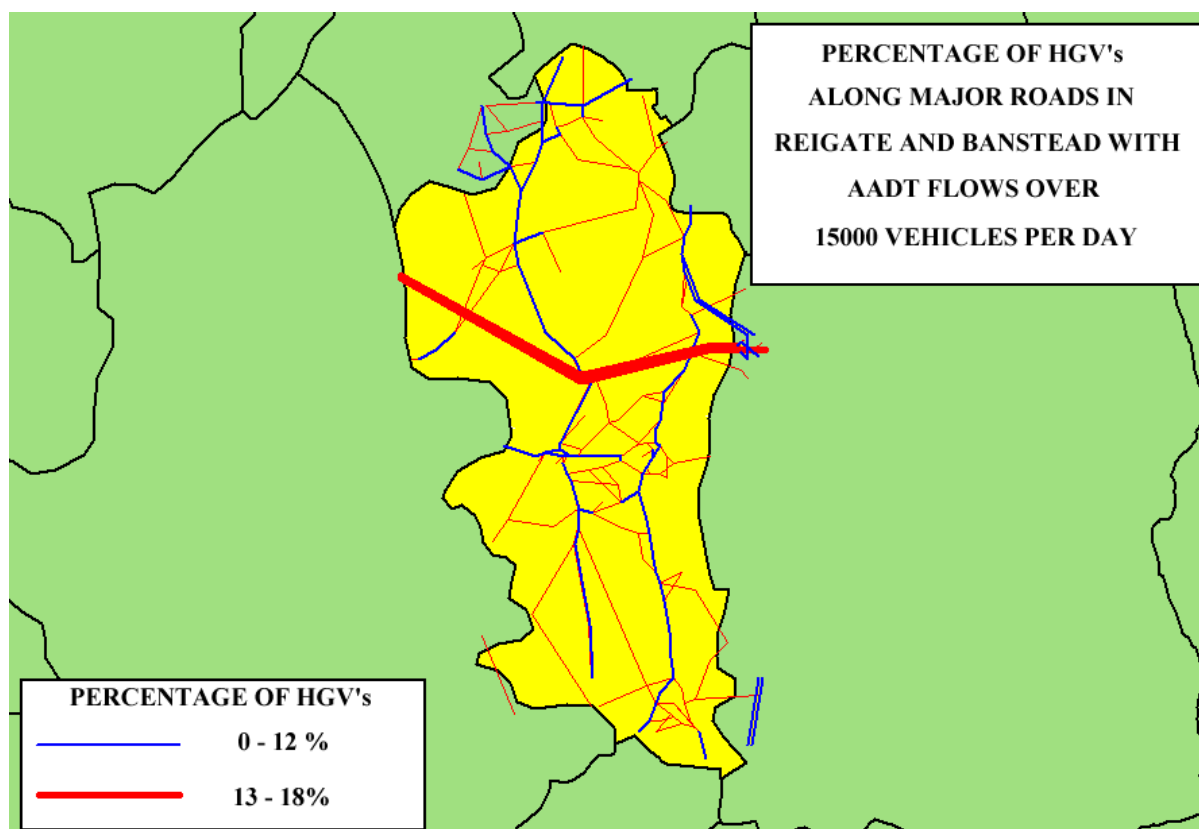 PERCENTAGE OF HGV's
ALONG MAJOR ROADS IN
REIGATE AND BANSTEAD WITH
AADT FLOWS OVER
15000 VEHICLES PER DAY
PERCENTAGE OF HGV's
0 - 12 %
13 - 18%